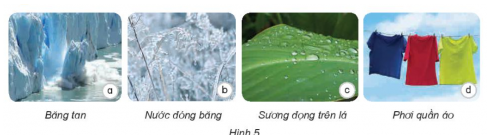 a b c d
Băng tan Nước đóng băng Sương đọng trên lá Phơi quần áo
Hình 5